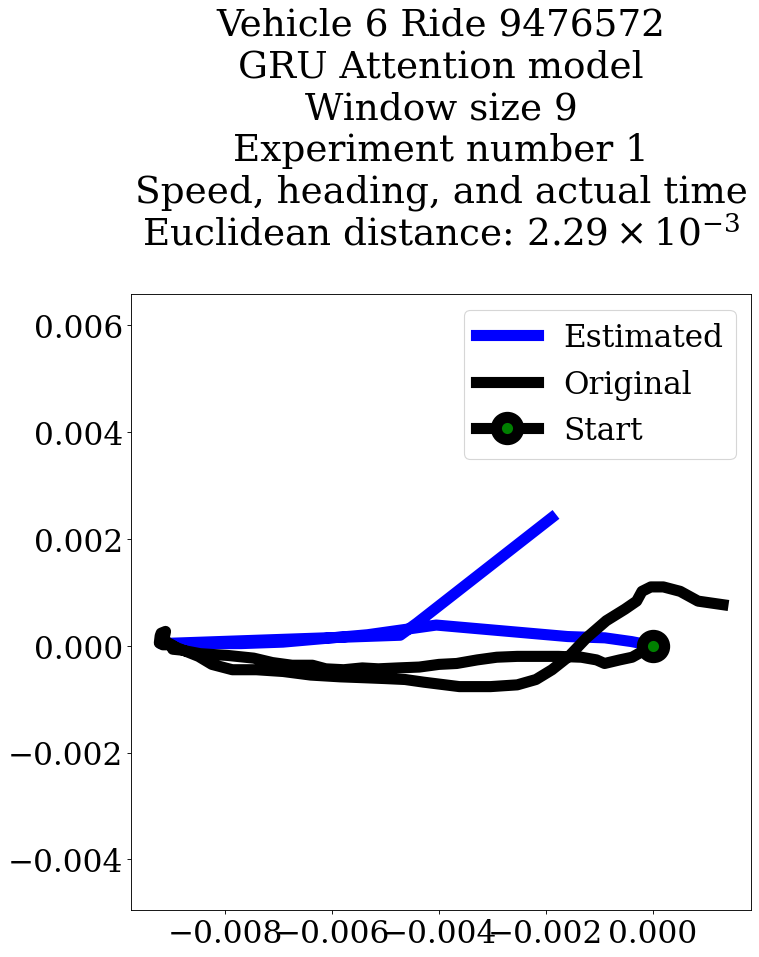 Vehicle 6 Ride 9476572
GRU Attention model
Window size 9
Experiment number 1
Speed, heading, and actual time
Euclidean distance: 2.29 × 10⁻³
Estimated
Original
Start
0.006
0.004
0.002
0.000
−0.002
−0.004
−0.008 −0.006 −0.004 −0.002 0.000